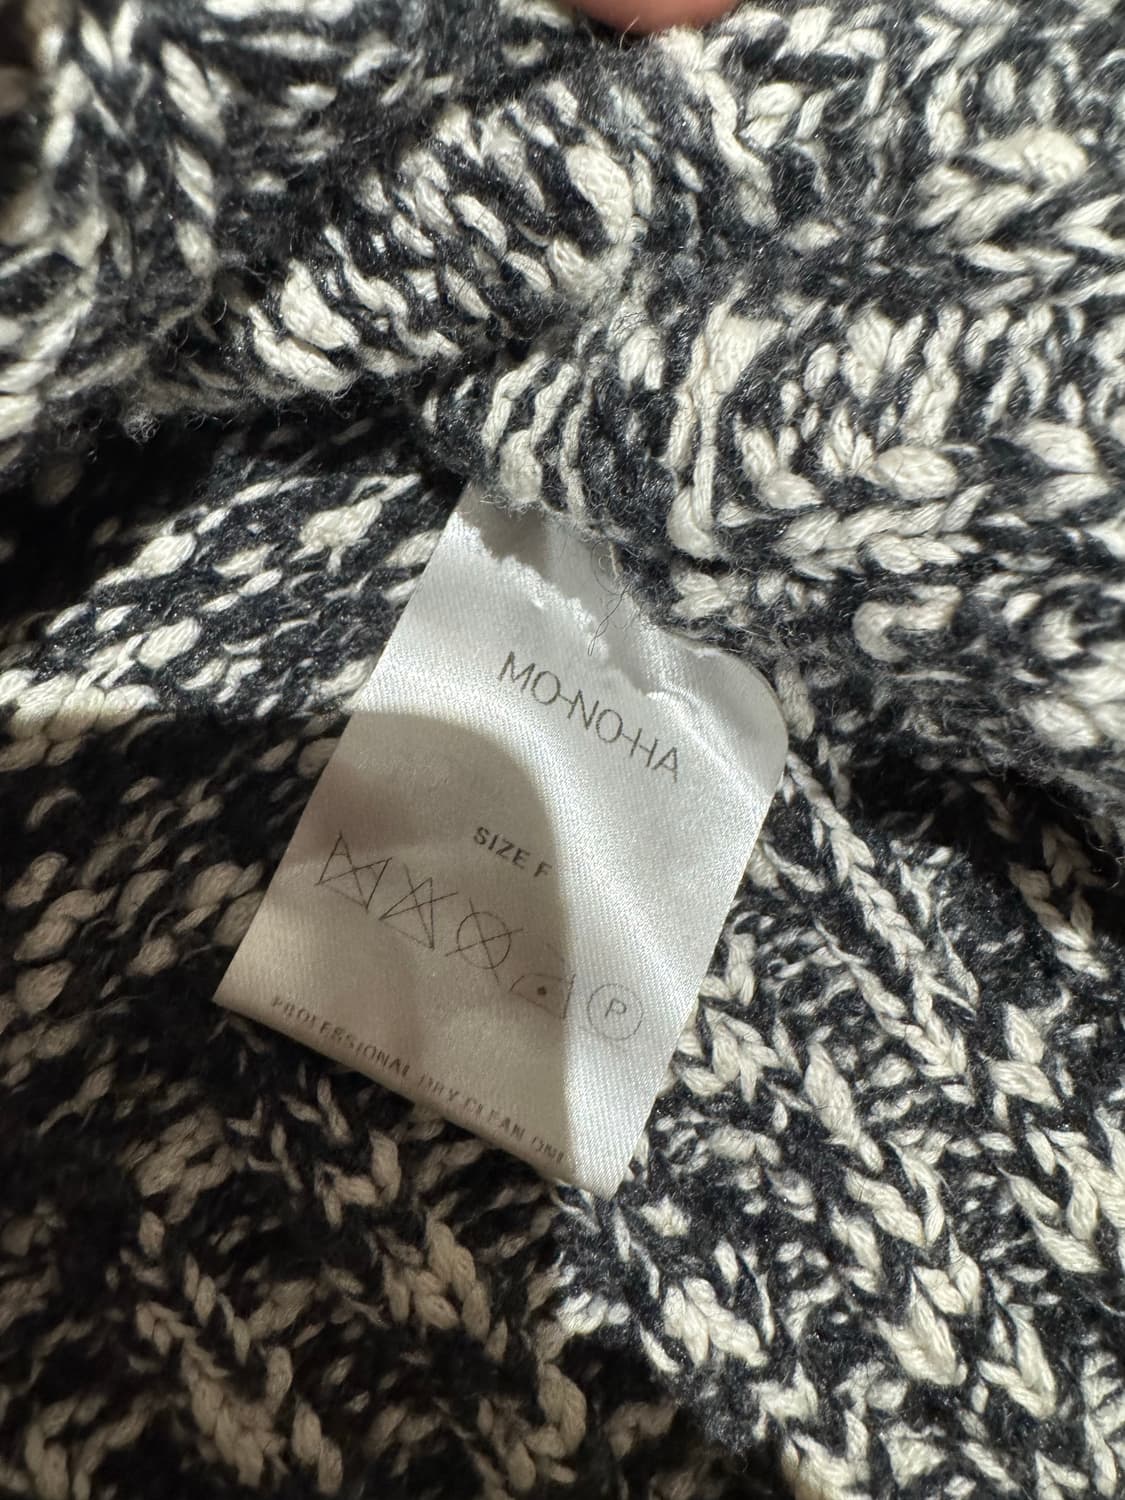 MO-NO-HA
SIZE F
P
PROFESSIONAL DRY CLEAN ONLY